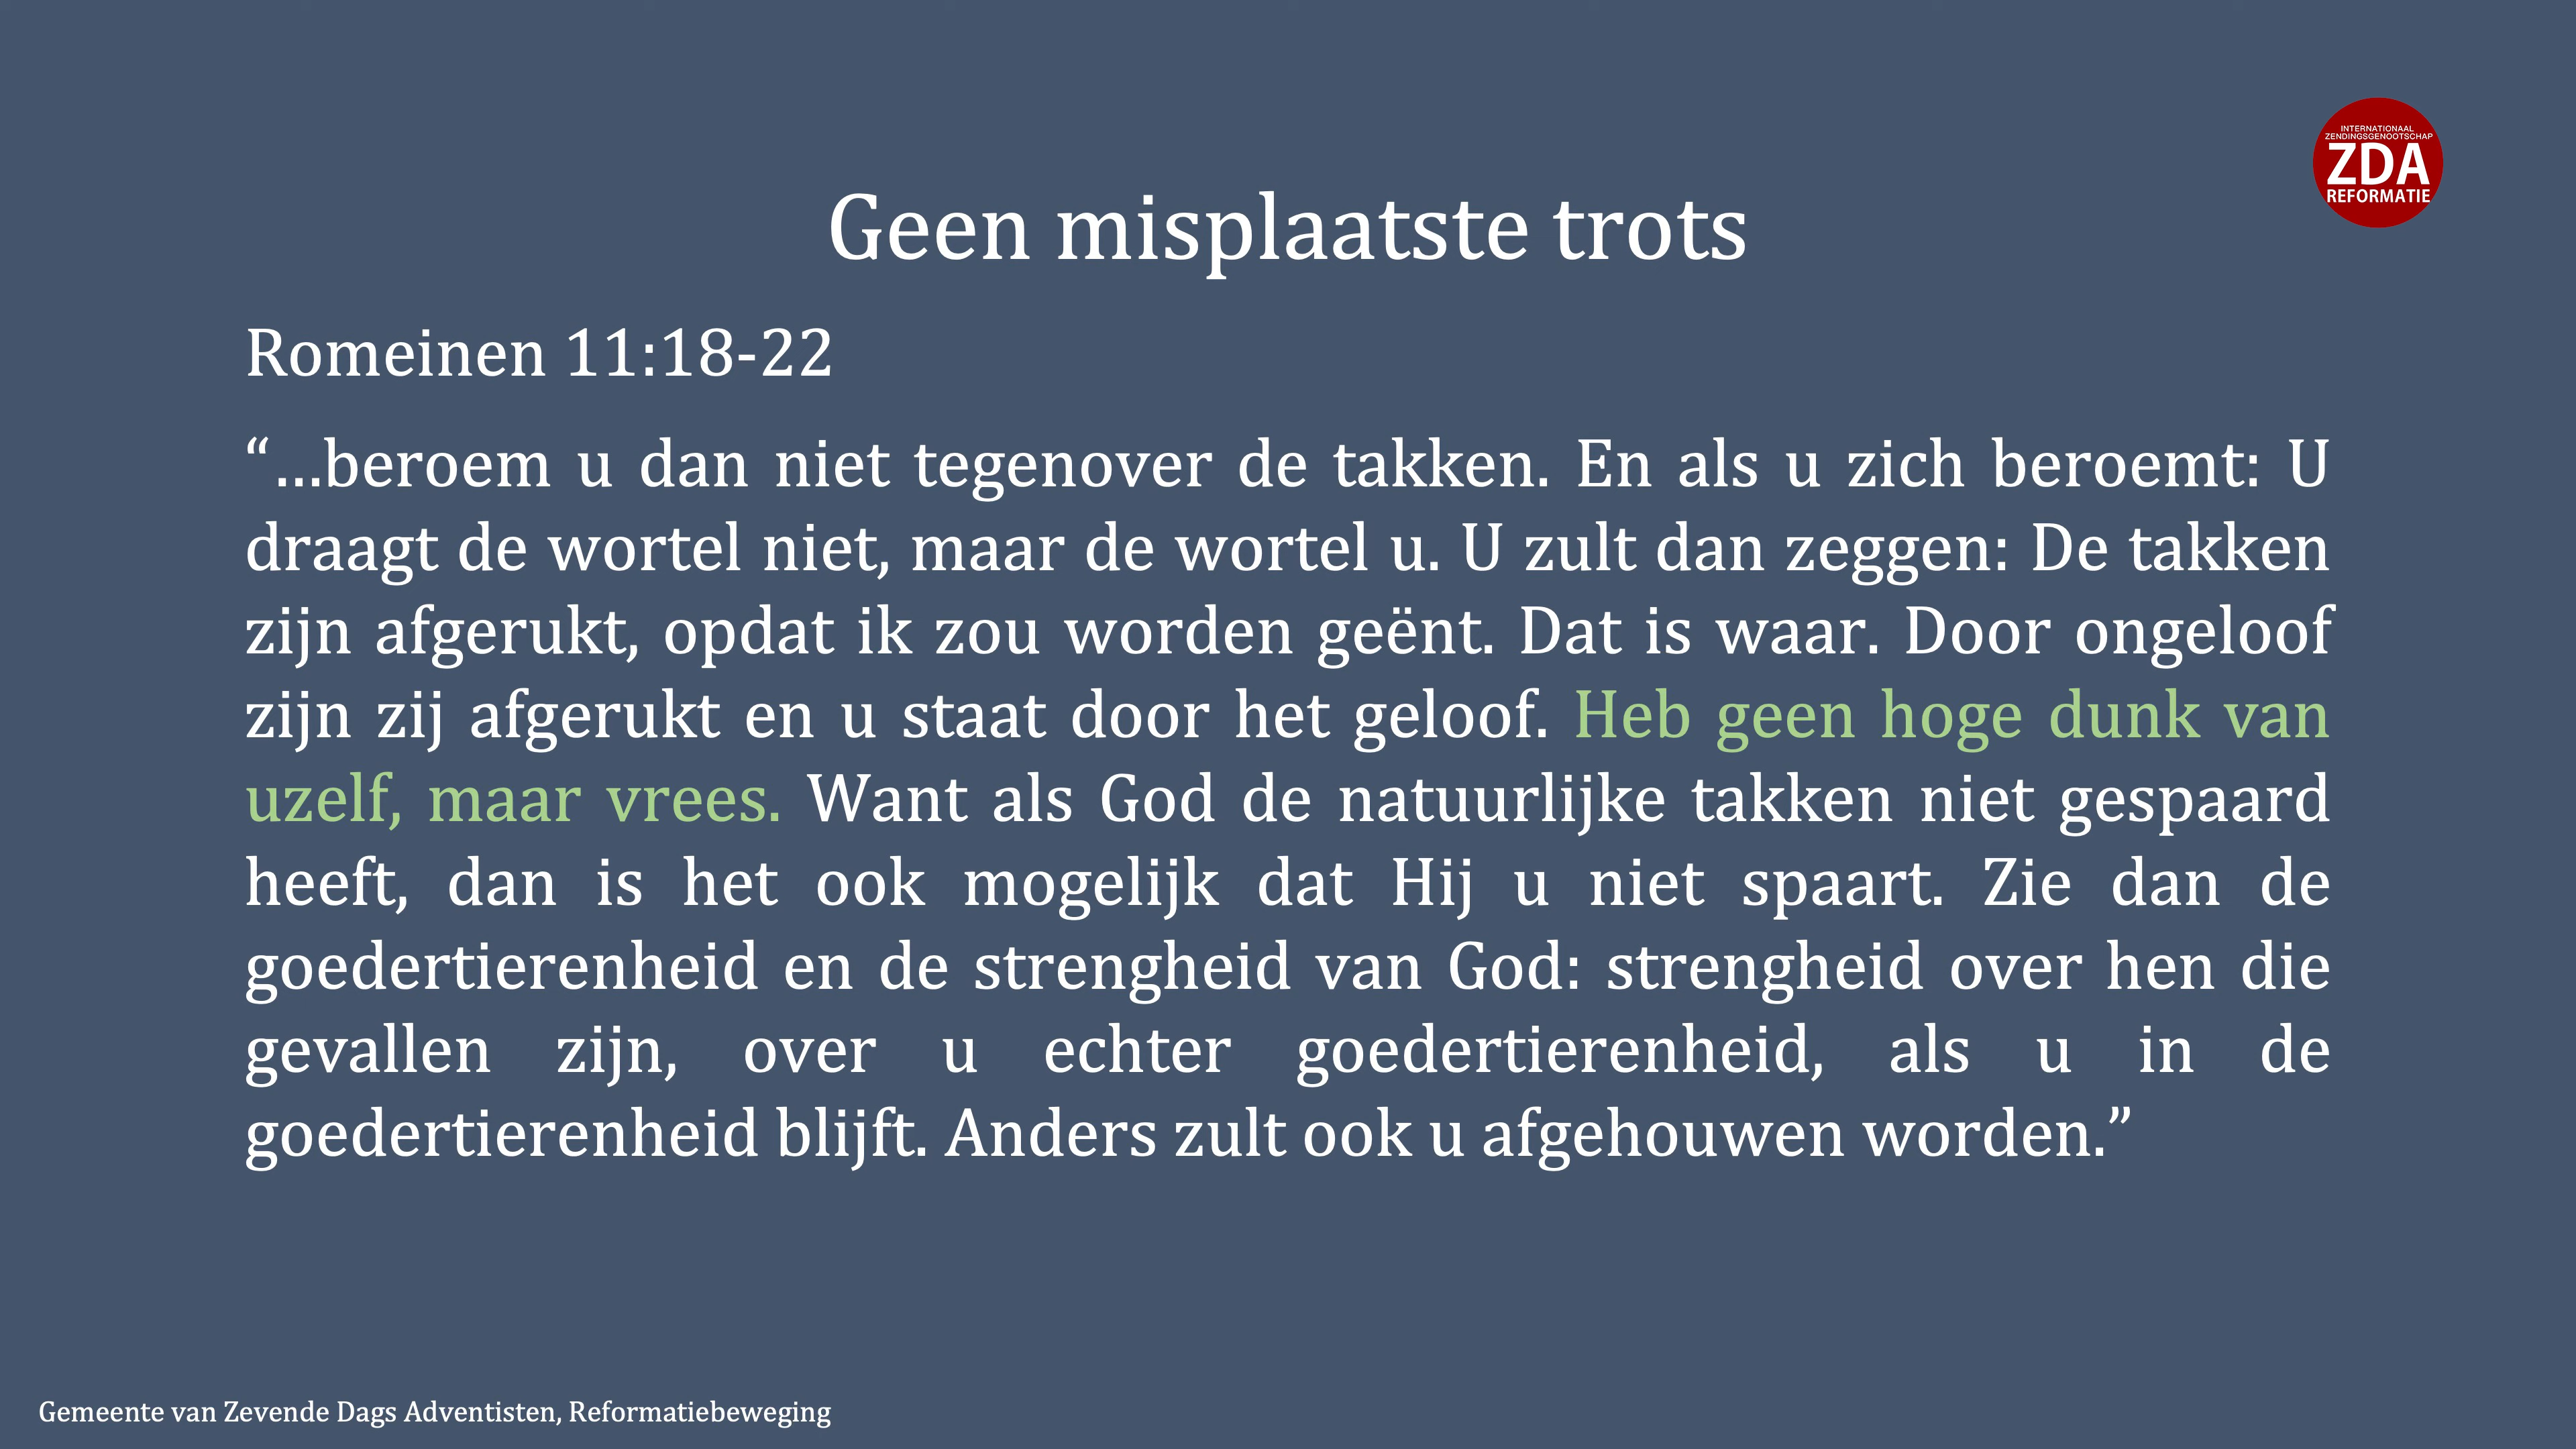 INTERNATIONAAL
ZENDINGSGENOOTSCHAP
ZDA
REFORMATIE
Geen misplaatste trots
Romeinen 11:18-22
“…beroem u dan niet tegenover de takken. En als u zich beroemt: U
draagt de wortel niet, maar de wortel u. U zult dan zeggen: De takken
zijn afgerukt, opdat ik zou worden geënt. Dat is waar. Door ongeloof
zijn zij afgerukt en u staat door het geloof. Heb geen hoge dunk van
uzelf, maar vrees. Want als God de natuurlijke takken niet gespaard
heeft, dan is het ook mogelijk dat Hij u niet spaart. Zie dan de
goedertierenheid en de strengheid van God: strengheid over hen die
gevallen zijn, over u echter goedertierenheid, als u in de
goedertierenheid blijft. Anders zult ook u afgehouwen worden.”
Gemeente van Zevende Dags Adventisten, Reformatiebeweging